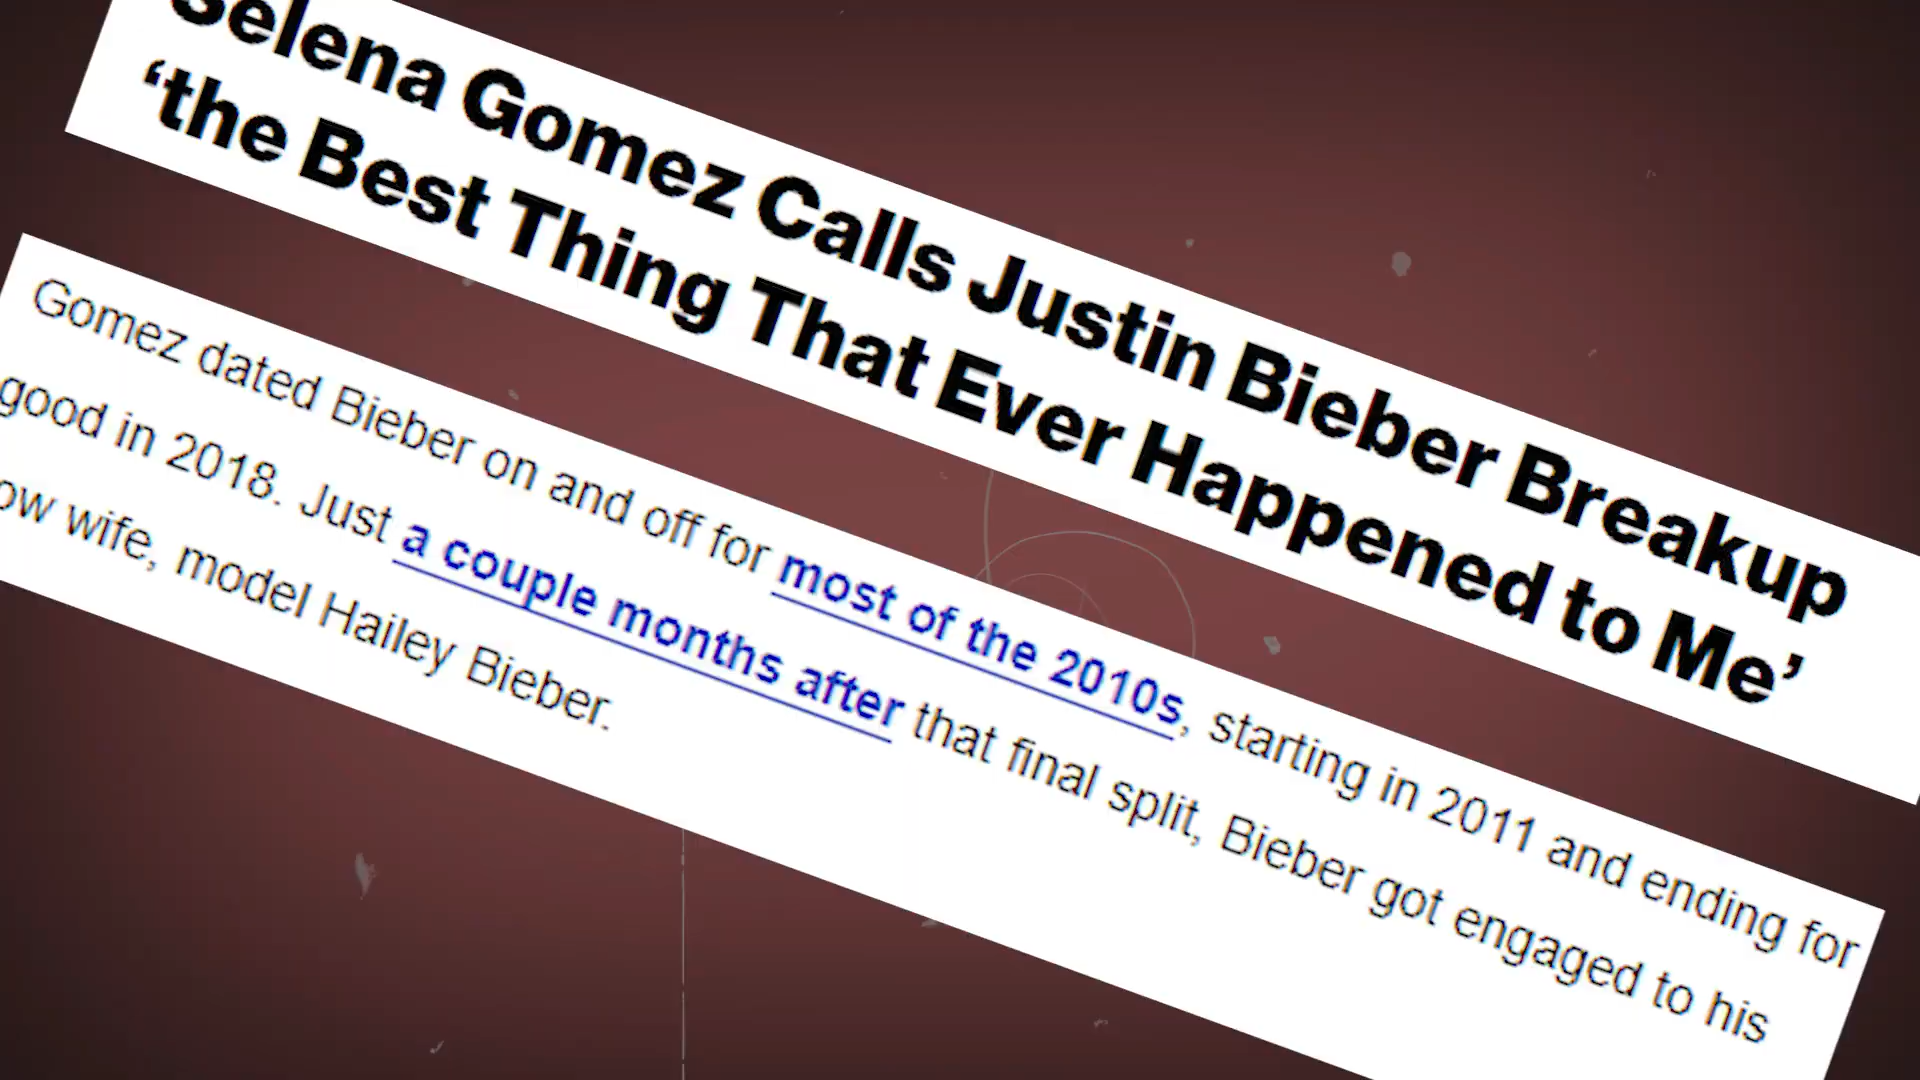 Selena Gomez Calls Justin Bieber Breakup
‘the Best Thing That Ever Happened to Me’
Gomez dated Bieber on and off for most of the 2010s, starting in 2011 and ending for
good in 2018. Just a couple months after that final split, Bieber got engaged to his
ow wife, model Hailey Bieber.